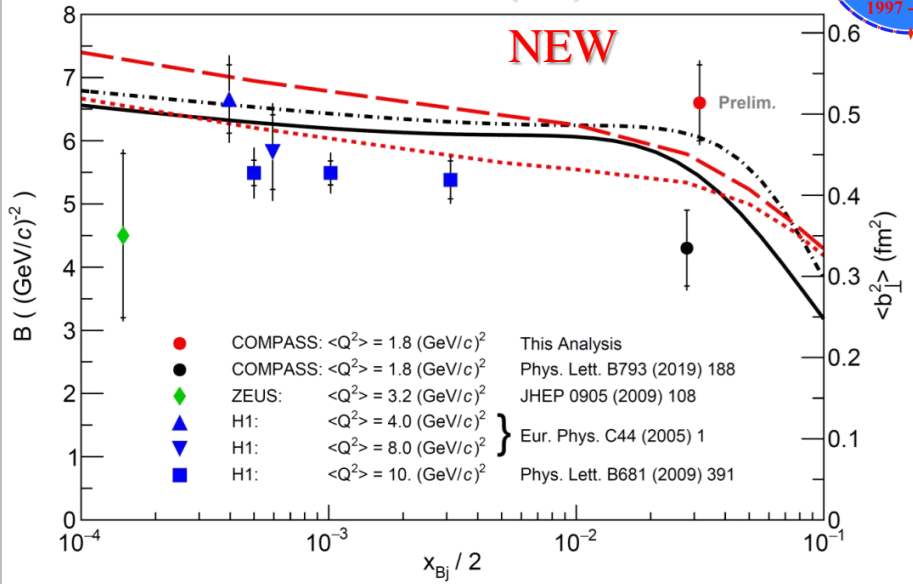 1997 -
NEW
8
7
6
5
4
3
2
1
0
B ( (GeV/c)⁻²
0.6
0.5
0.4
0.3
0.2
0.1
0
<b²⊥> (fm²)
Prelim.
COMPASS: <Q²> = 1.8 (GeV/c)² This Analysis
COMPASS: <Q²> = 1.8 (GeV/c)² Phys. Lett. B793 (2019) 188
ZEUS: <Q²> = 3.2 (GeV/c)² JHEP 0905 (2009) 108
H1: <Q²> = 4.0 (GeV/c)²
H1: <Q²> = 8.0 (GeV/c)²
} Eur. Phys. C44 (2005) 1
H1: <Q²> = 10. (GeV/c)² Phys. Lett. B681 (2009) 391
10⁻⁴ 10⁻³ 10⁻² 10⁻¹
x_Bj / 2